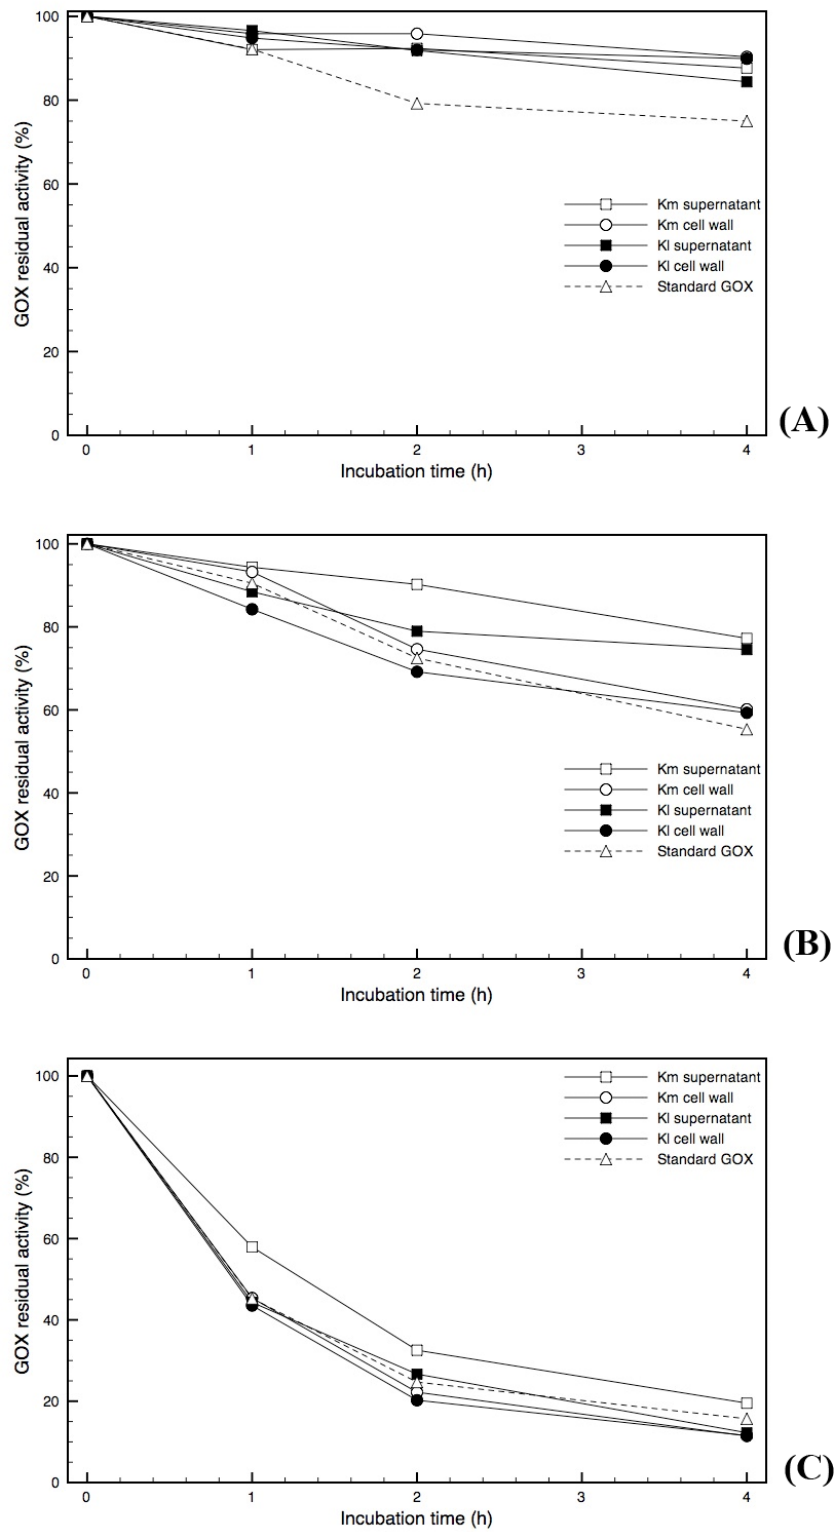 100
80
60
40
20
0
GOX residual activity (%)
Km supernatant
Km cell wall
Kl supernatant
Kl cell wall
Standard GOX
0 1 2 3 4
Incubation time (h)
(A)
100
80
60
40
20
0
GOX residual activity (%)
Km supernatant
Km cell wall
Kl supernatant
Kl cell wall
Standard GOX
0 1 2 3 4
Incubation time (h)
(B)
100
80
60
40
20
0
GOX residual activity (%)
Km supernatant
Km cell wall
Kl supernatant
Kl cell wall
Standard GOX
0 1 2 3 4
Incubation time (h)
(C)